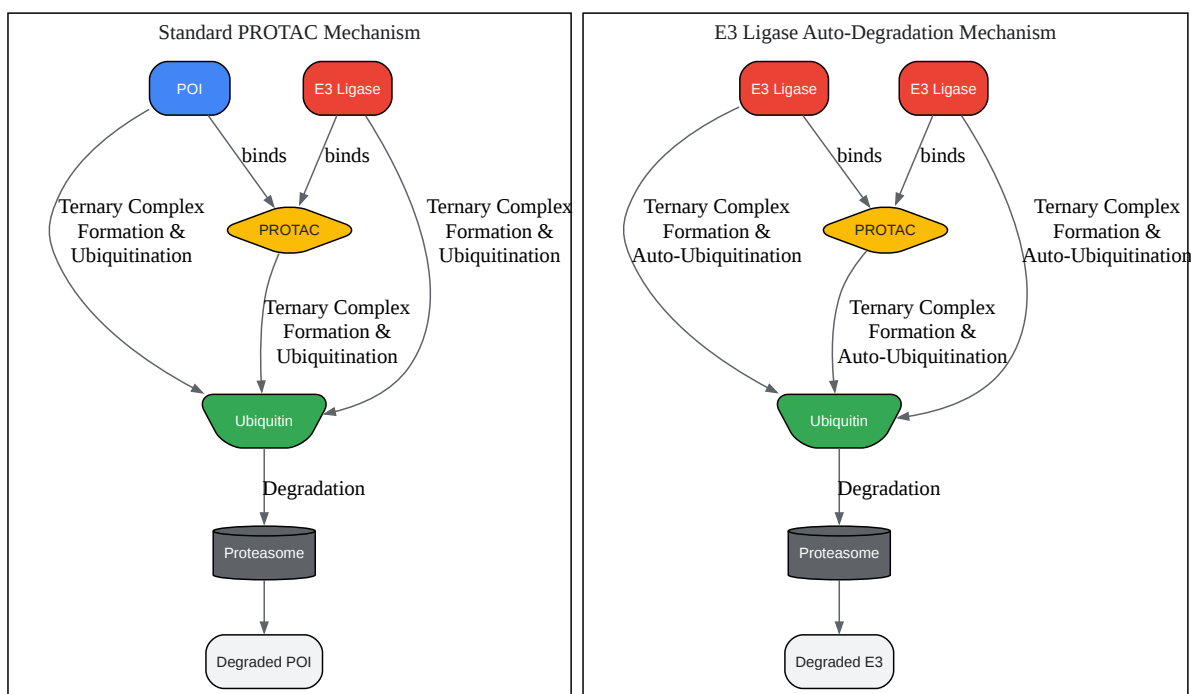 Standard PROTAC Mechanism
POI
E3 Ligase
binds
binds
Ternary Complex
Formation &
Ubiquitination
PROTAC
Ternary Complex
Formation &
Ubiquitination
Ternary Complex
Formation &
Ubiquitination
Ubiquitin
Degradation
Proteasome
Degraded POI
E3 Ligase Auto-Degradation Mechanism
E3 Ligase
E3 Ligase
binds
binds
Ternary Complex
Formation &
Auto-Ubiquitination
PROTAC
Ternary Complex
Formation &
Auto-Ubiquitination
Ternary Complex
Formation &
Auto-Ubiquitination
Ubiquitin
Degradation
Proteasome
Degraded E3